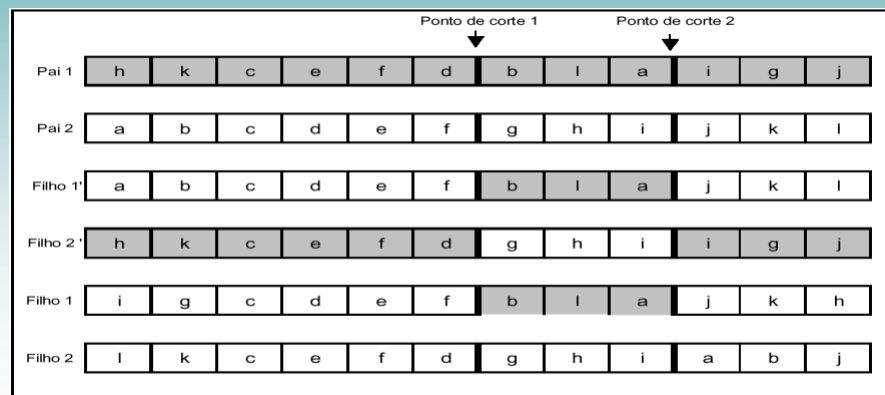 Ponto de corte 1 Ponto de corte 2
Pai 1 h k c e f d b l a i g j
Pai 2 a b c d e f g h i j k l
Filho 1' a b c d e f b l a j k l
Filho 2 ' h k c e f d g h i i g j
Filho 1 i g c d e f b l a j k h
Filho 2 l k c e f d g h i a b j